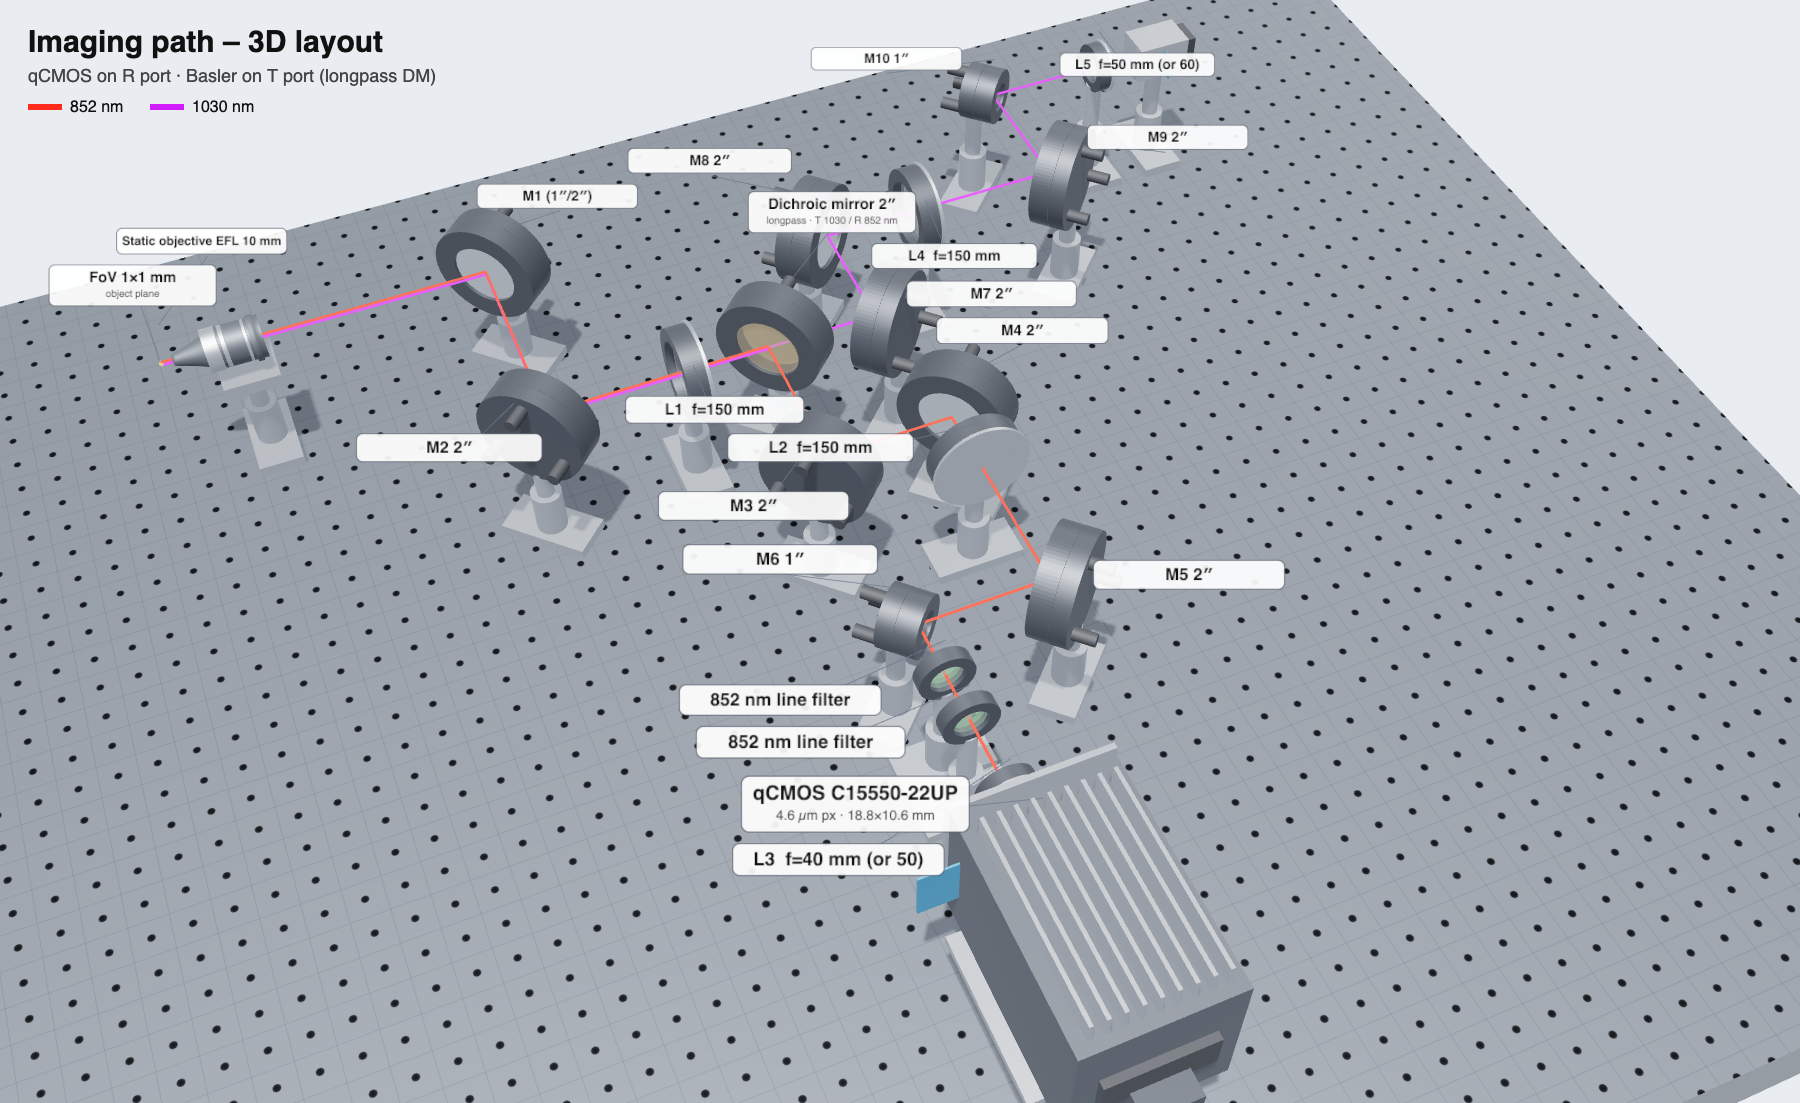 Imaging path – 3D layout
qCMOS on R port · Basler on T port (longpass DM)
852 nm
1030 nm
M10 1″
L5 f=50 mm (or 60)
M9 2″
M8 2″
M1 (1″/2″)
Dichroic mirror 2″
longpass · T 1030 / R 852 nm
Static objective EFL 10 mm
FoV 1×1 mm
object plane
L4 f=150 mm
M7 2″
M4 2″
L1 f=150 mm
M2 2″
L2 f=150 mm
M3 2″
M6 1″
M5 2″
852 nm line filter
852 nm line filter
qCMOS C15550-22UP
4.6 µm px · 18.8×10.6 mm
L3 f=40 mm (or 50)